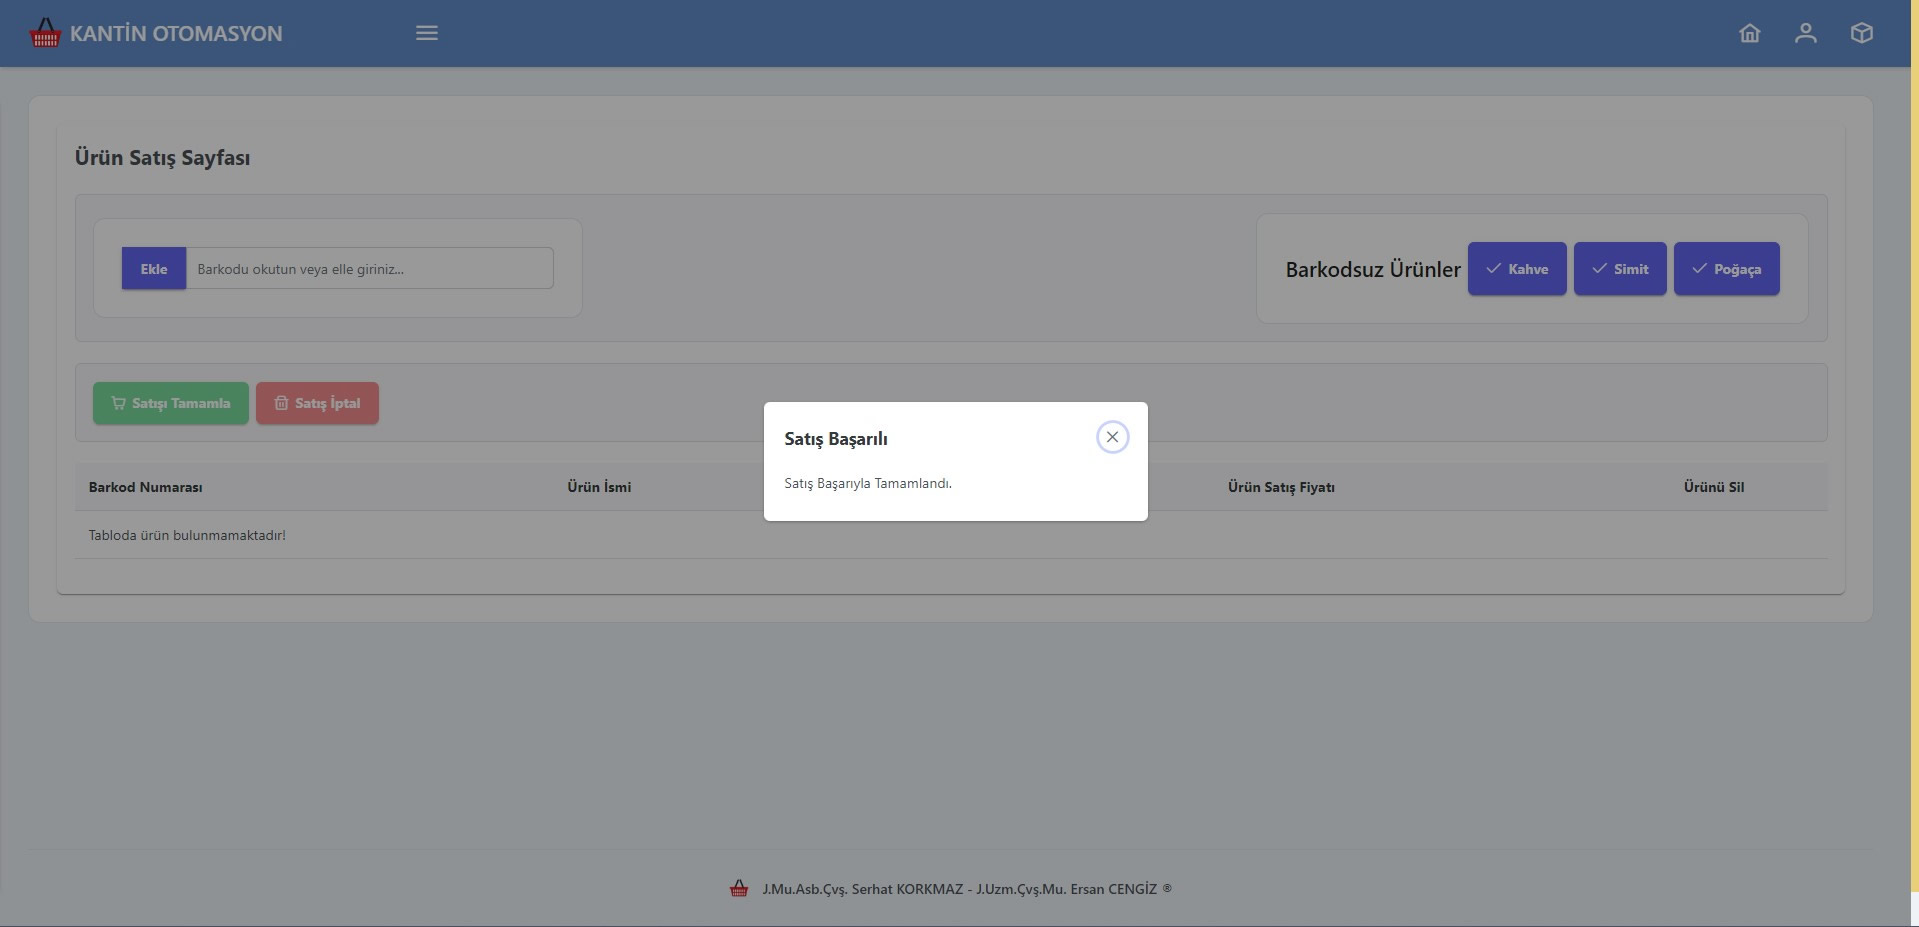 KANTİN OTOMASYON
Ürün Satış Sayfası
Ekle
Barkodu okutun veya elle giriniz...
Barkodsuz Ürünler
Kahve
Simit
Poğaça
Satışı Tamamla
Satış İptal
Satış Başarılı
Satış Başarıyla Tamamlandı.
Barkod Numarası
Ürün İsmi
Ürün Satış Fiyatı
Ürünü Sil
Tabloda ürün bulunmamaktadır!
J.Mu.Asb.Çvş. Serhat KORKMAZ - J.Uzm.Çvş.Mu. Ersan CENGİZ ®